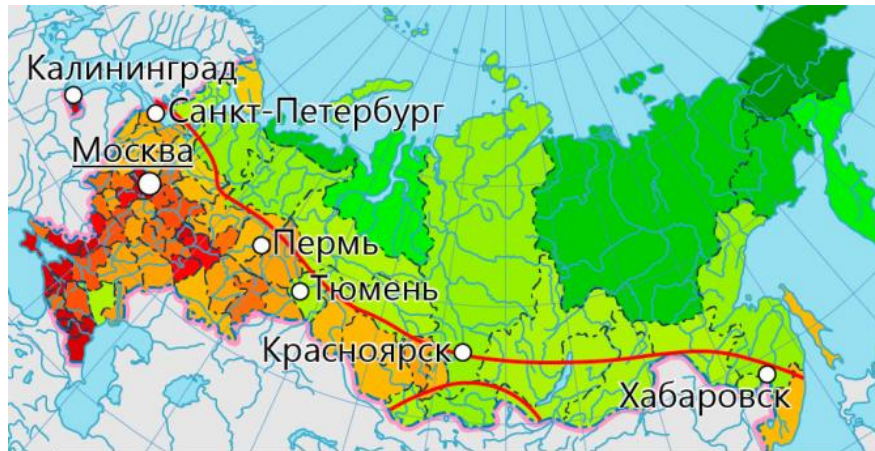 Калининград
Санкт-Петербург
Москва
Пермь
Тюмень
Красноярск
Хабаровск